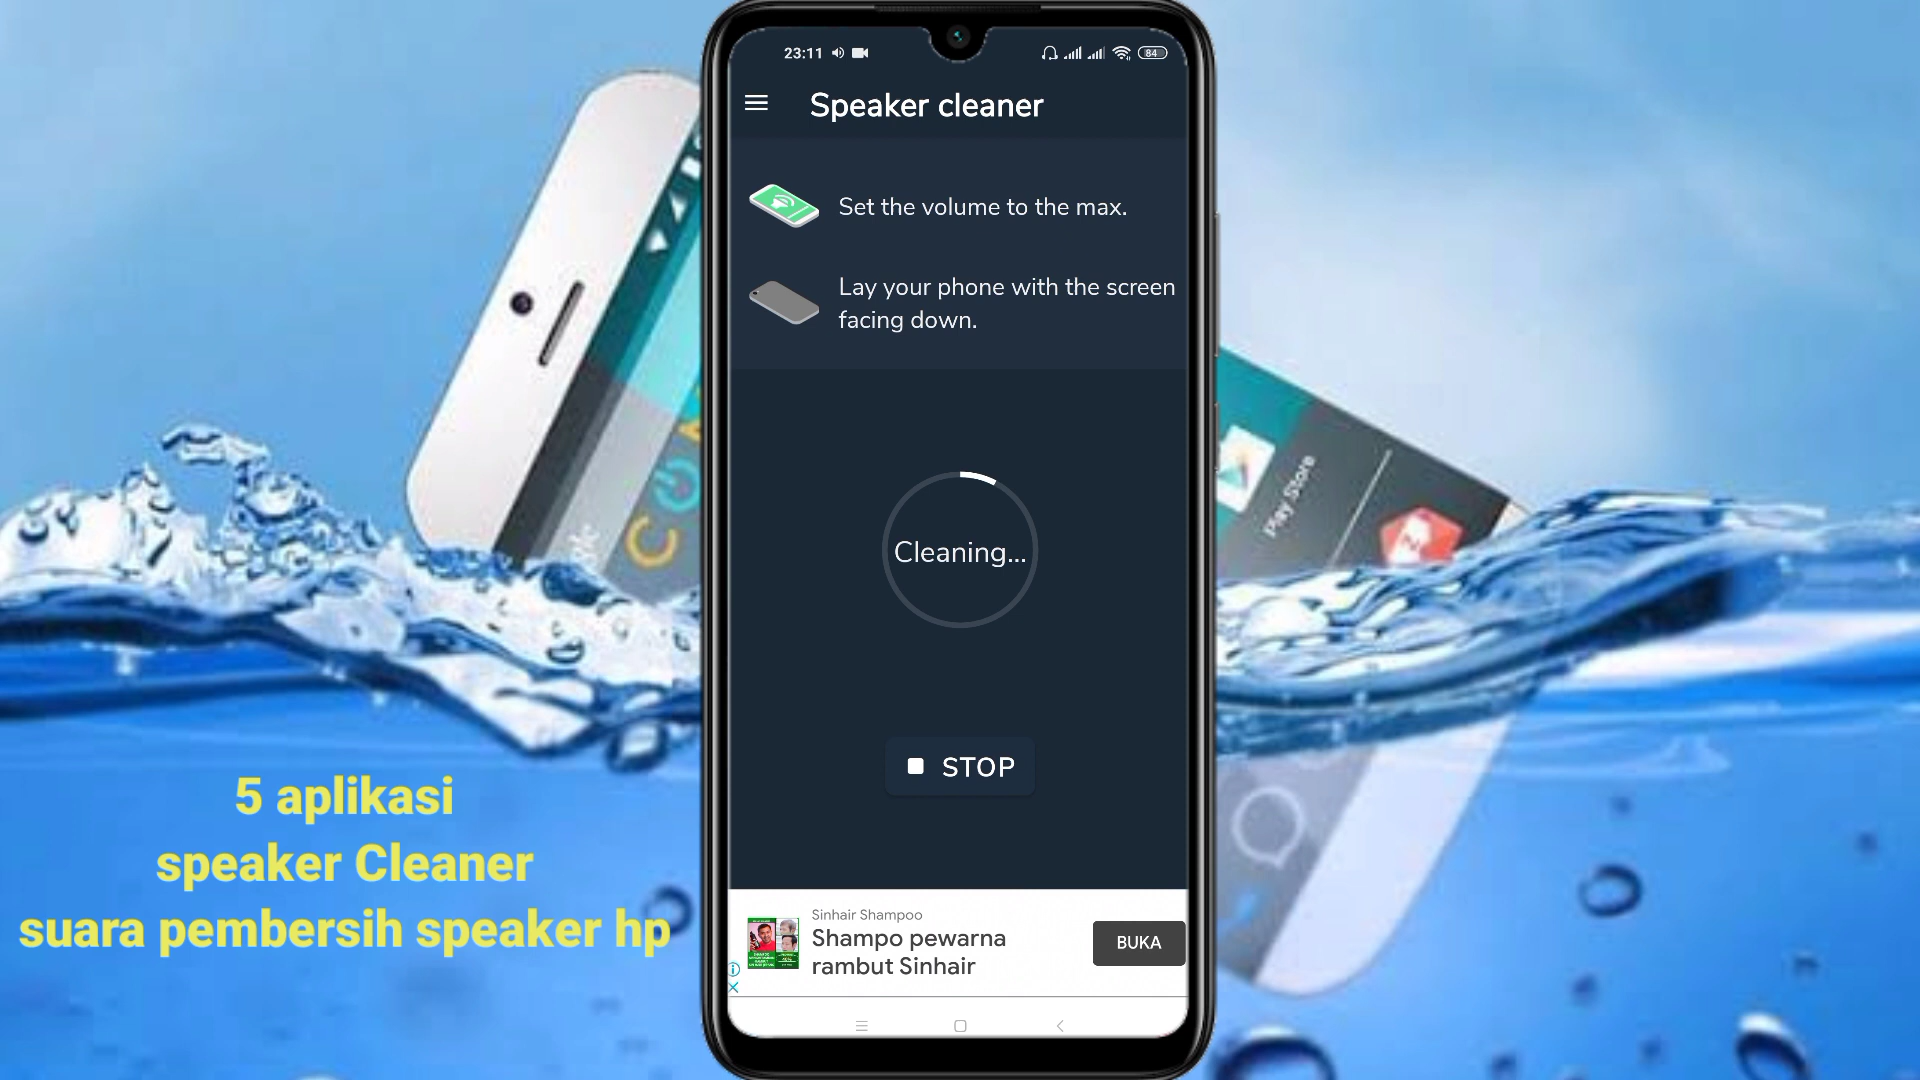 23:11
84
Speaker cleaner
Set the volume to the max.
Lay your phone with the screen
facing down.
Cleaning...
STOP
Play Store
5 aplikasi
speaker Cleaner
suara pembersih speaker hp
Sinhair Shampoo
Shampo pewarna
rambut Sinhair
BUKA